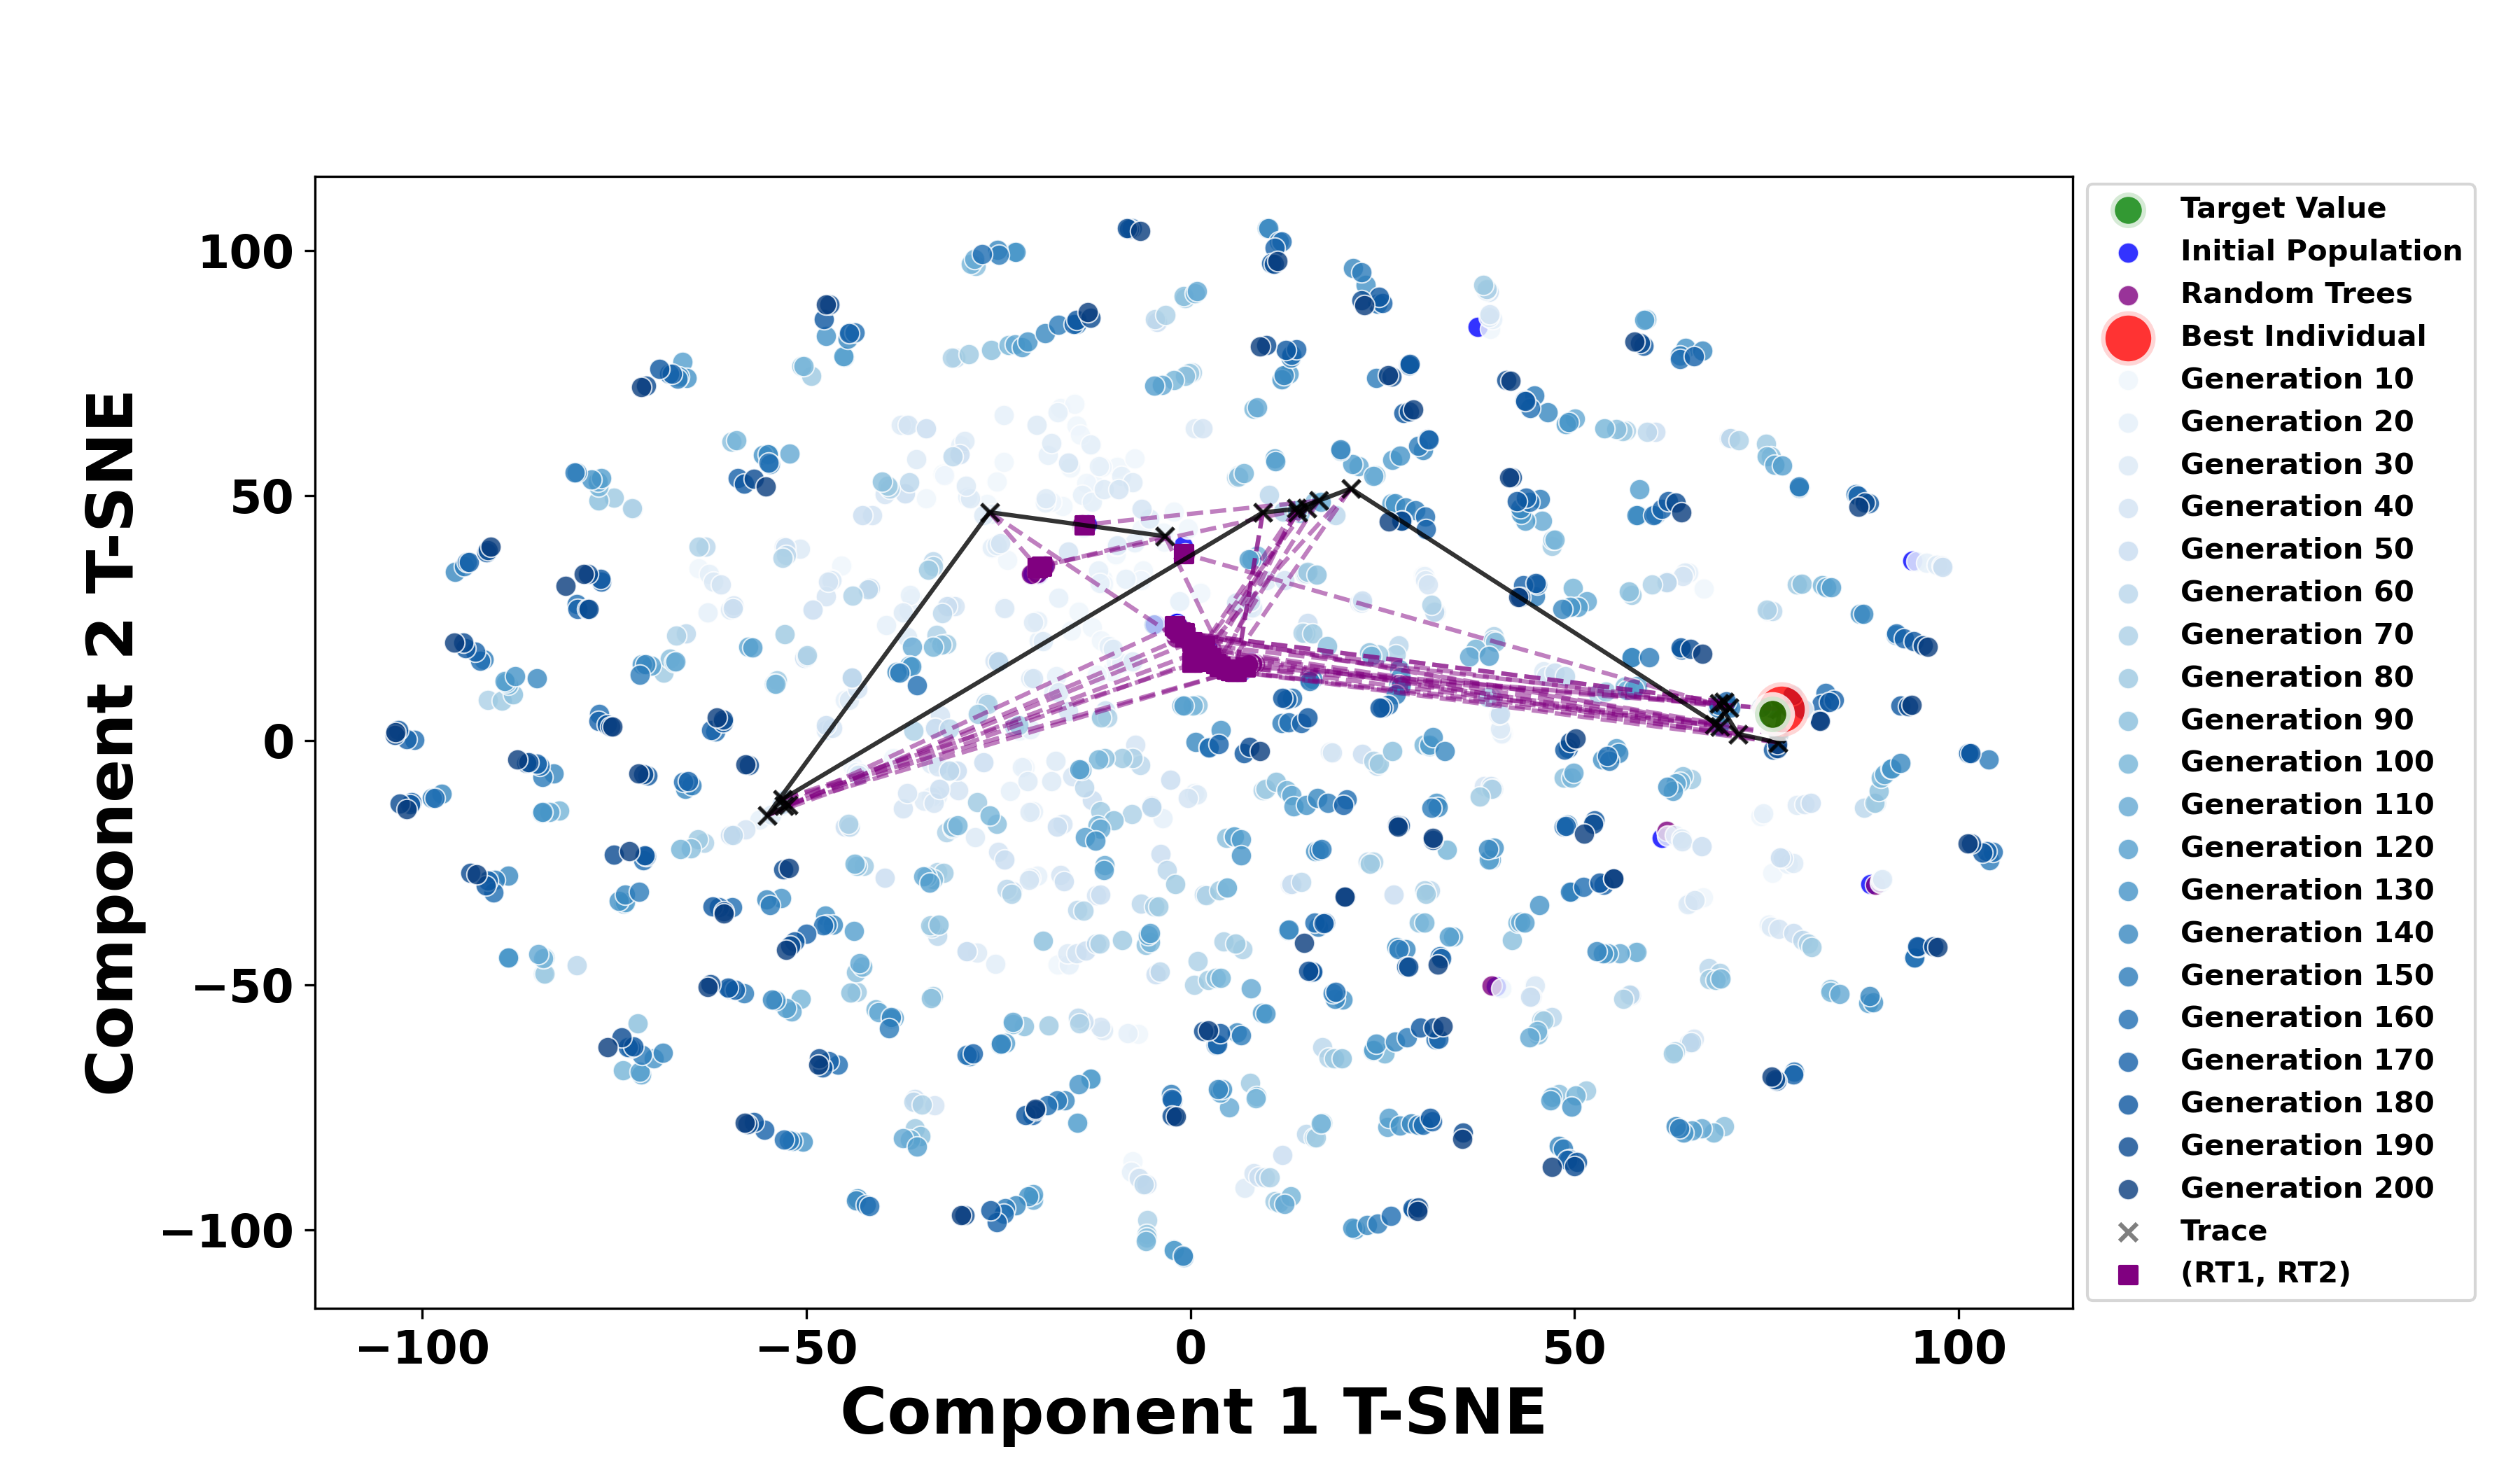 Component 2 T-SNE
100
50
0
−50
−100
−100
−50
0
50
100
Component 1 T-SNE
Target Value
Initial Population
Random Trees
Best Individual
Generation 10
Generation 20
Generation 30
Generation 40
Generation 50
Generation 60
Generation 70
Generation 80
Generation 90
Generation 100
Generation 110
Generation 120
Generation 130
Generation 140
Generation 150
Generation 160
Generation 170
Generation 180
Generation 190
Generation 200
Trace
(RT1, RT2)